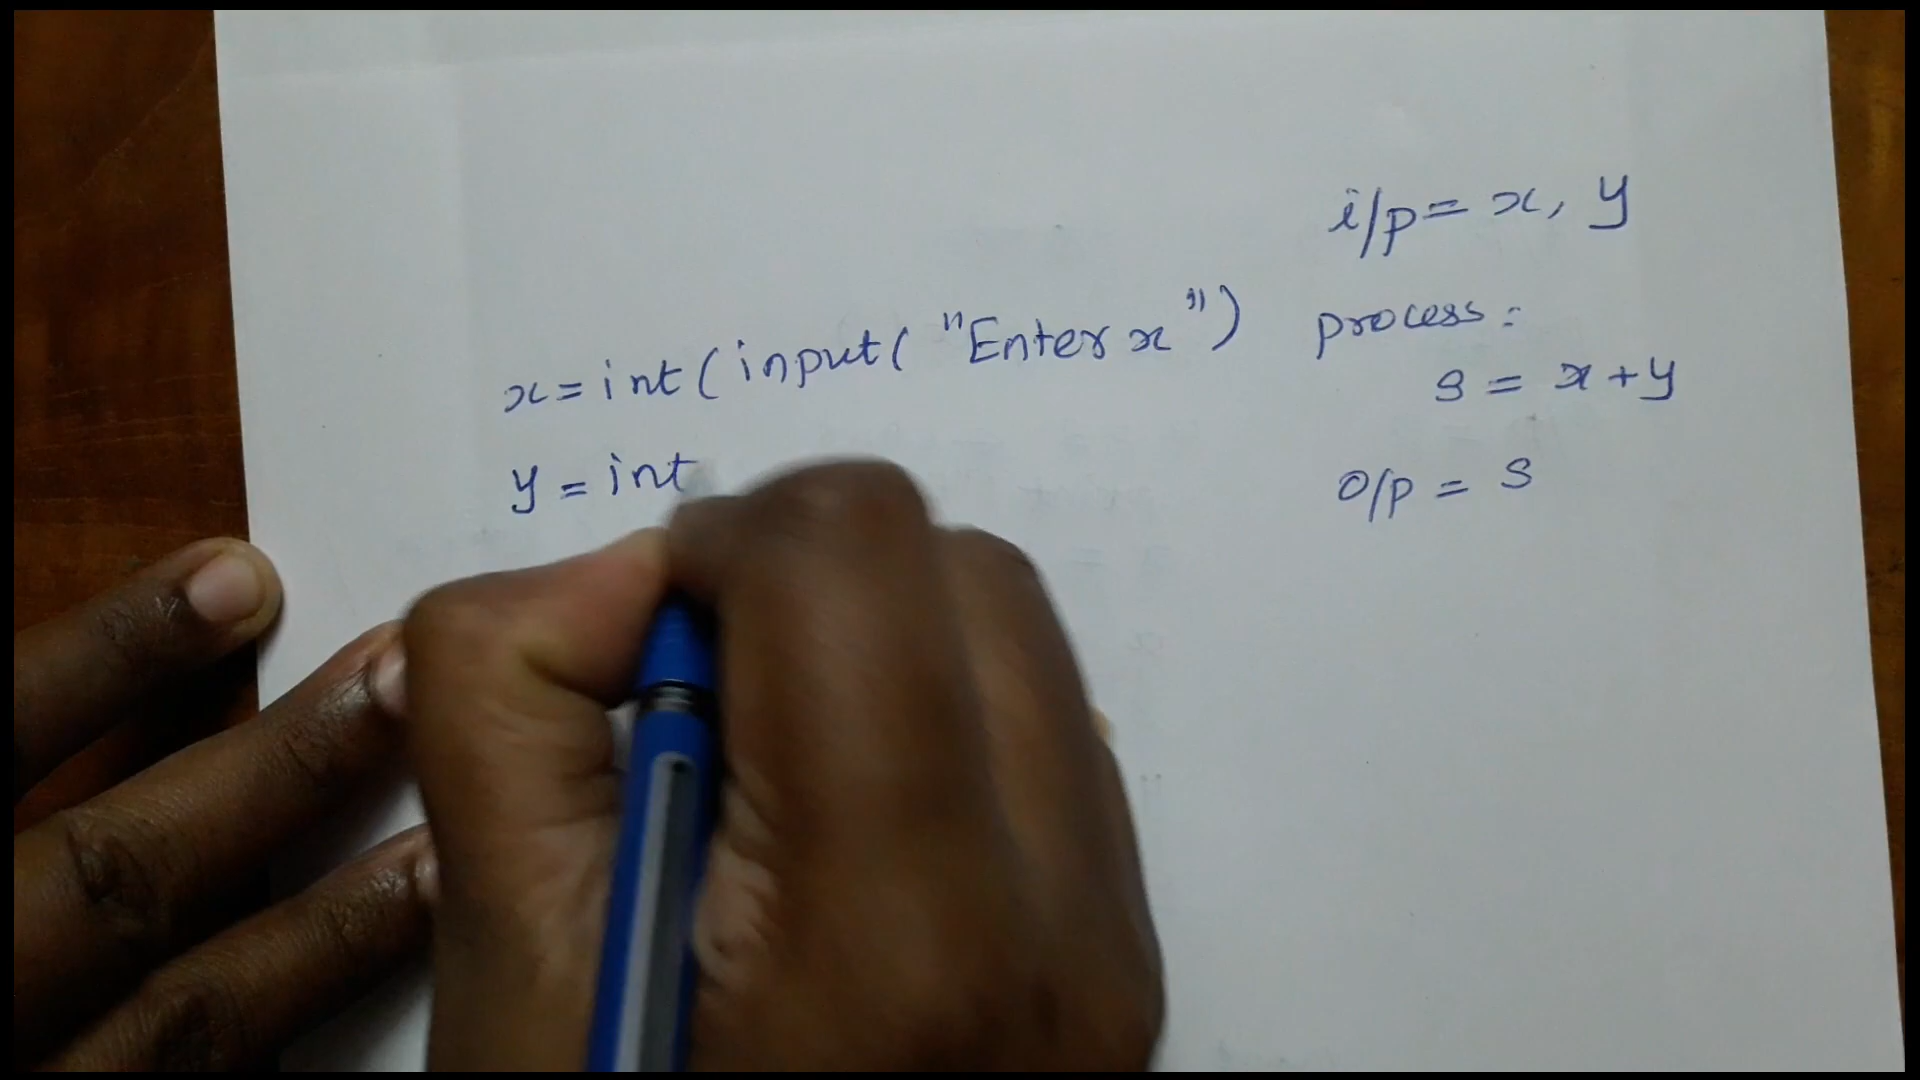 x = int(input("Enter x")
y = int
i/p = x, y
process:
s = x+y
o/p = s